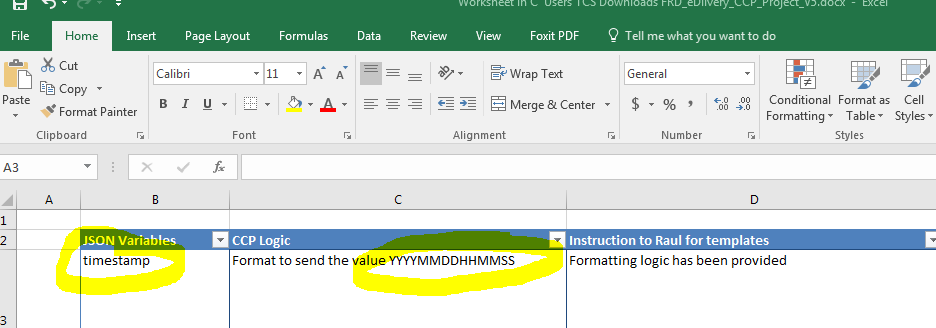 Worksheet in C Users TCS Downloads FRD_eDlivery_CCP_Project_V5.docx - Excel
File Home Insert Page Layout Formulas Data Review View Foxit PDF Tell me what you want to do
Cut
Copy
Format Painter
Paste
Calibri 11
B I U
Wrap Text
Merge & Center
General
$ % ,
Conditional Formatting
Format as Table
Cell Styles
Clipboard Font Alignment Number Styles
A3 fx
A B C D
1
2 JSON Variables CCP Logic Instruction to Raul for templates
timestamp Format to send the value YYYYMMDDHHMMSS Formatting logic has been provided
3